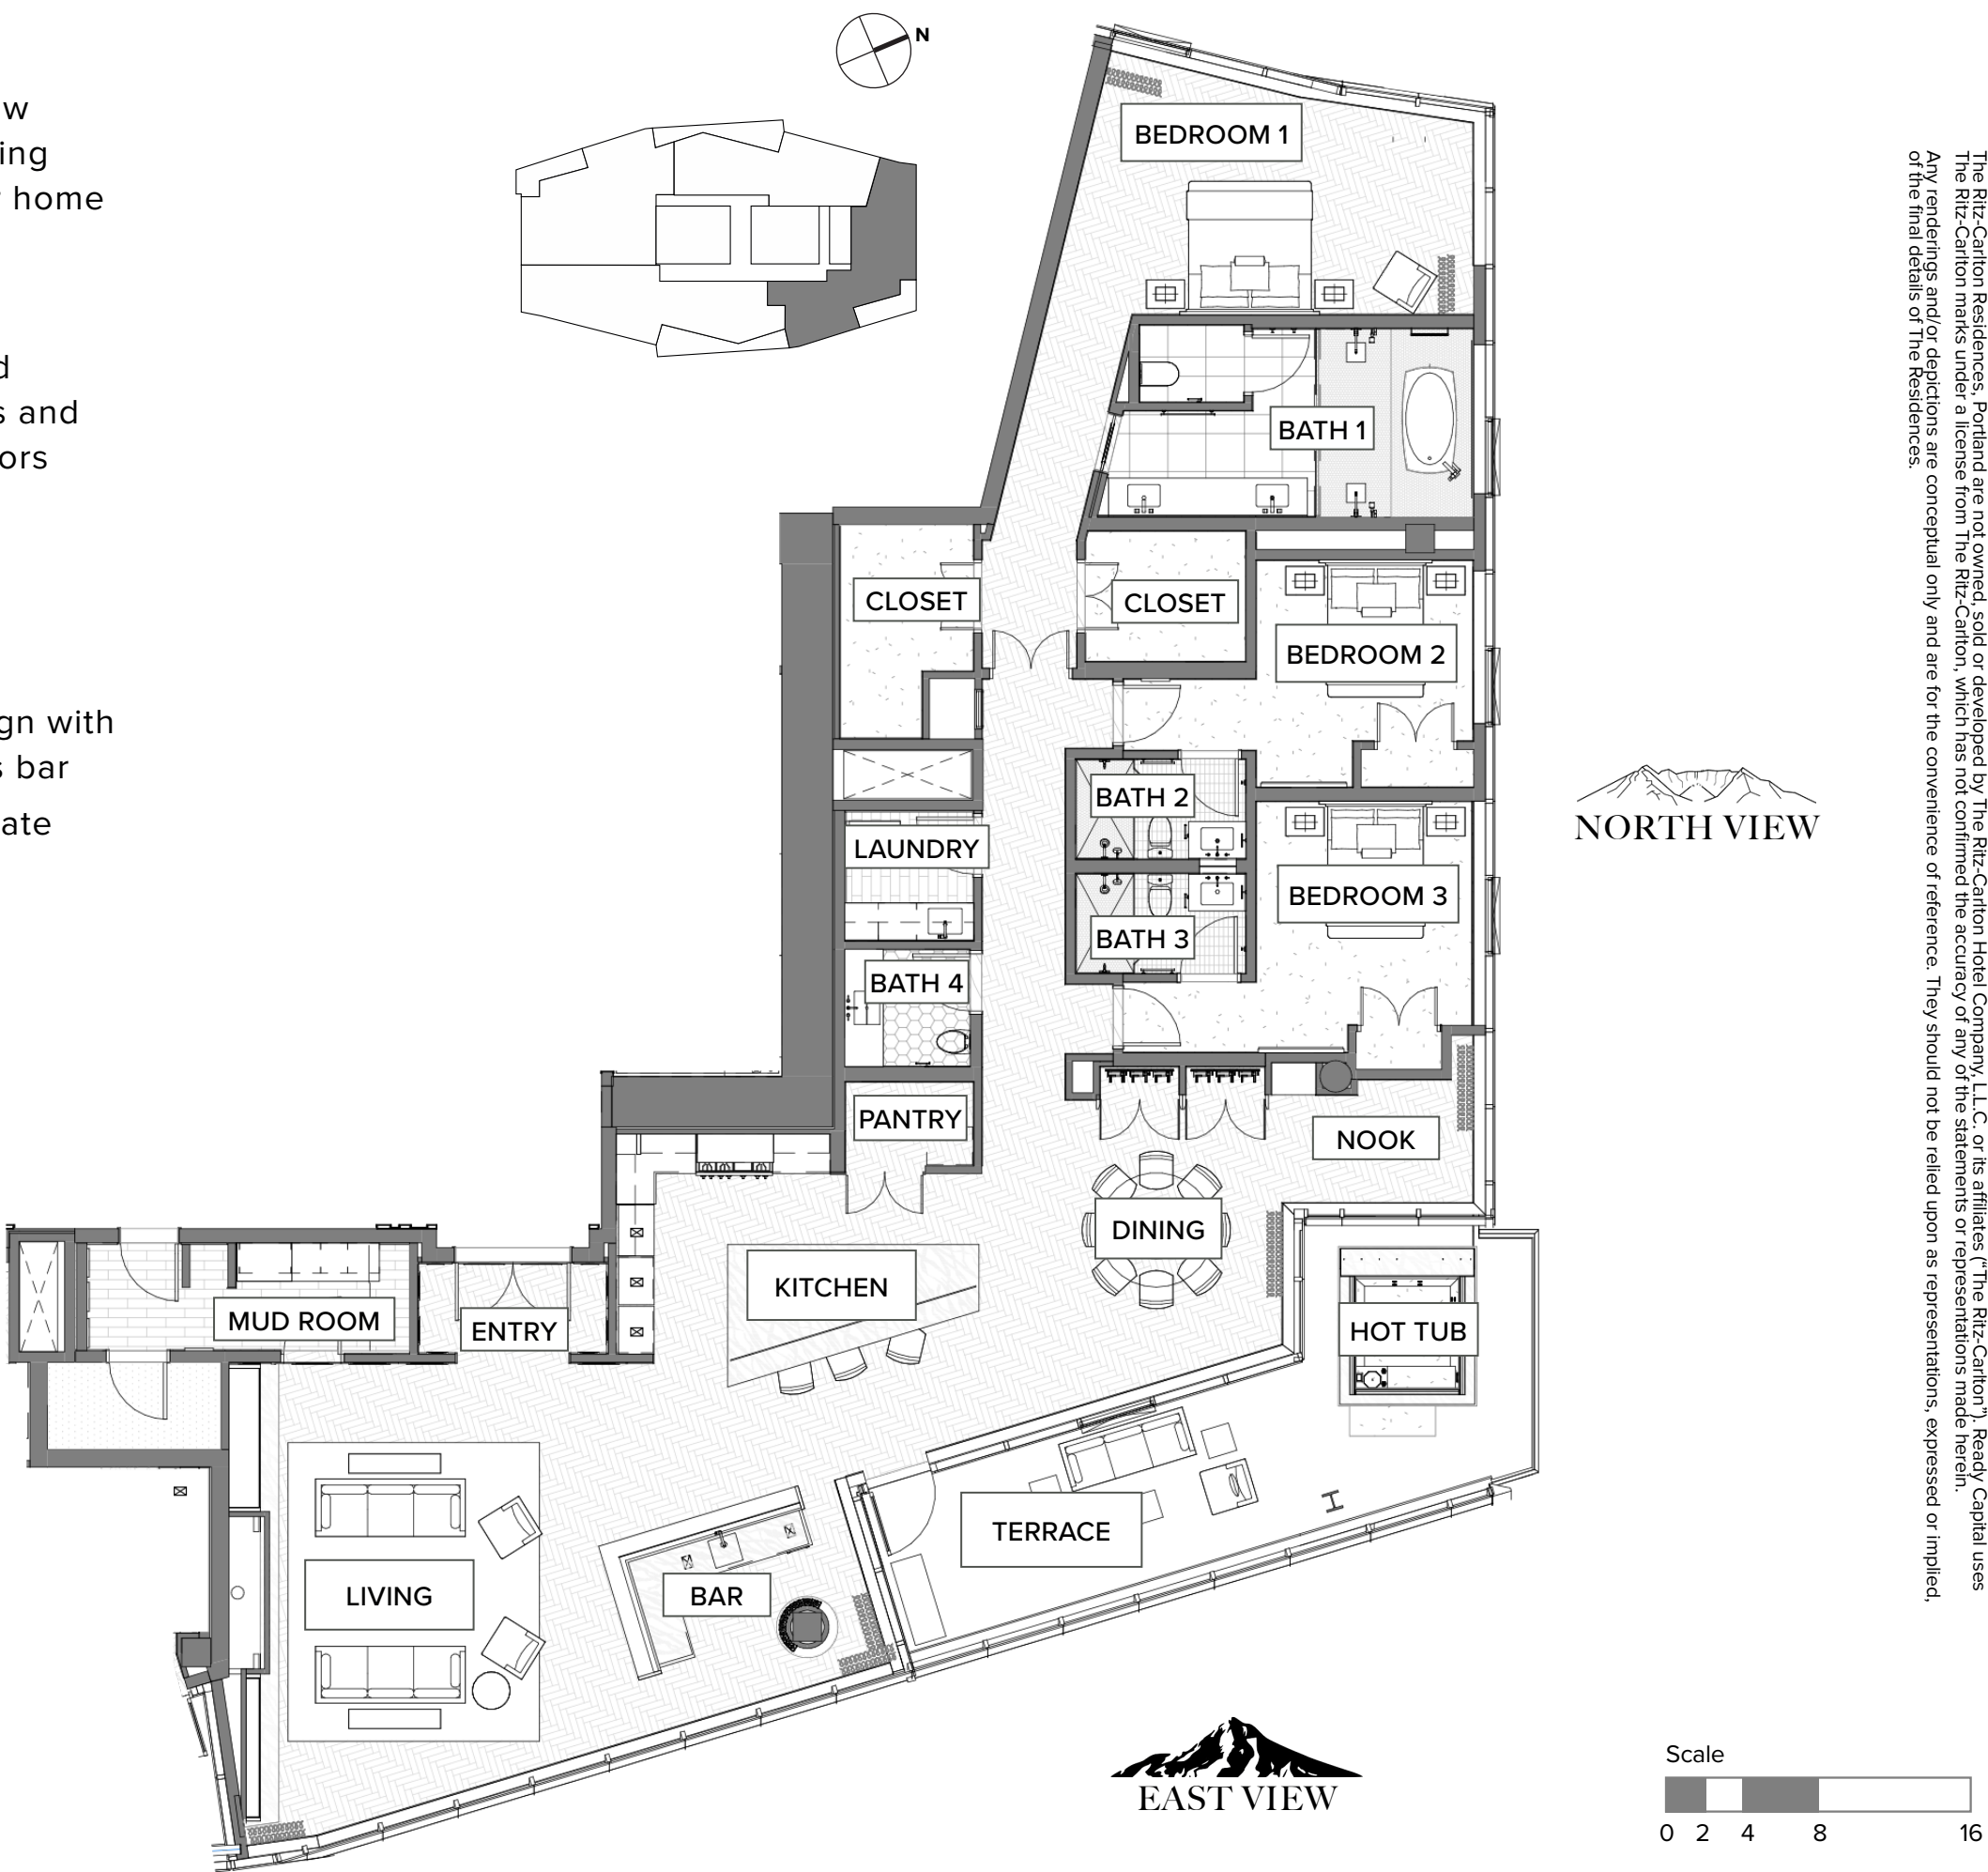 N
w
ing
home
d
s and
ors
gn with
s bar
ate
BEDROOM 1
BATH 1
CLOSET
CLOSET
BEDROOM 2
BATH 2
LAUNDRY
BEDROOM 3
BATH 3
BATH 4
PANTRY
NOOK
DINING
KITCHEN
MUD ROOM
ENTRY
HOT TUB
TERRACE
LIVING
BAR
NORTH VIEW
EAST VIEW
Scale
0 2 4 8 16
The Ritz-Carlton Residences, Portland are not owned, sold or developed by The Ritz-Carlton Hotel Company, L.L.C. or its affiliates (“The Ritz-Carlton”). Ready Capital uses
The Ritz-Carlton marks under a license from The Ritz-Carlton, which has not confirmed the accuracy of any of the statements or representations made herein.
Any renderings and/or depictions are conceptual only and are for the convenience of reference. They should not be relied upon as representations, expressed or implied,
of the final details of The Residences.